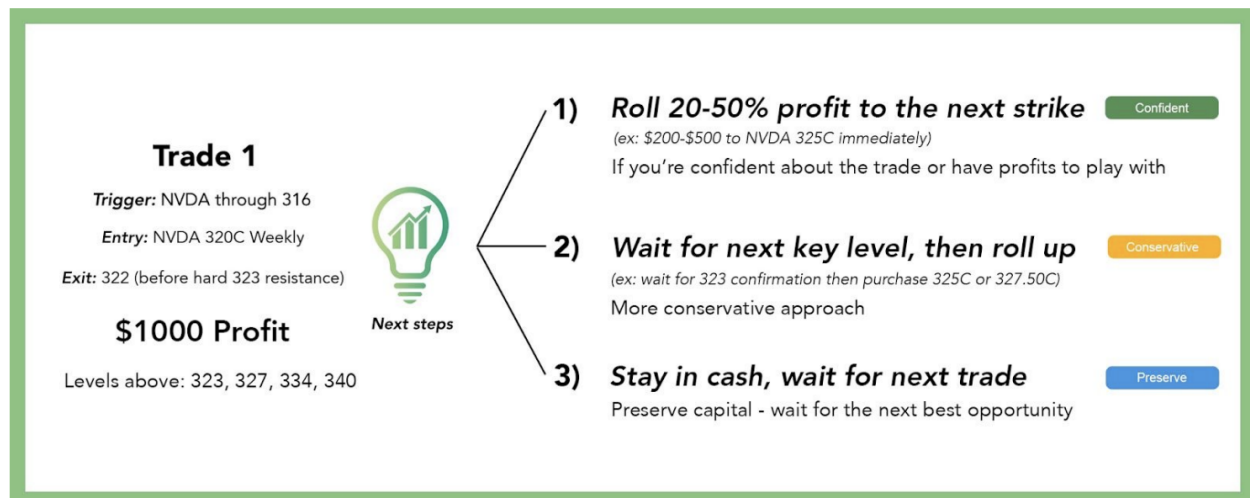 Trade 1
Trigger: NVDA through 316
Entry: NVDA 320C Weekly
Exit: 322 (before hard 323 resistance)
$1000 Profit
Levels above: 323, 327, 334, 340
Next steps
1) Roll 20-50% profit to the next strike Confident
(ex: $200-$500 to NVDA 325C immediately)
If you're confident about the trade or have profits to play with
2) Wait for next key level, then roll up Conservative
(ex: wait for 323 confirmation then purchase 325C or 327.50C)
More conservative approach
3) Stay in cash, wait for next trade Preserve
Preserve capital - wait for the next best opportunity